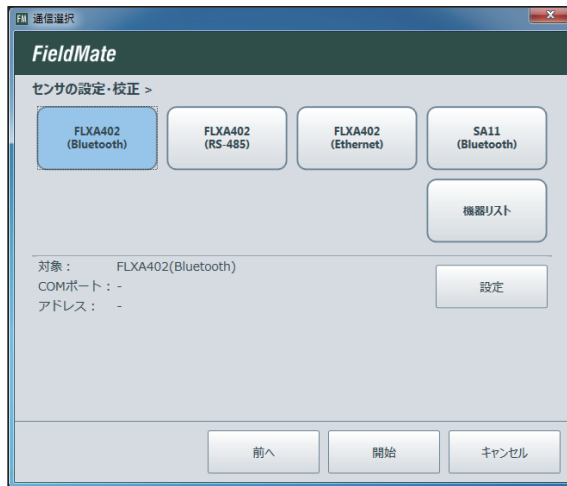 FM 通信選択
FieldMate
センサの設定・校正 >
FLXA402
(Bluetooth)
FLXA402
(RS-485)
FLXA402
(Ethernet)
SA11
(Bluetooth)
機器リスト
対象： FLXA402(Bluetooth)
COMポート：-
アドレス： -
設定
前へ
開始
キャンセル